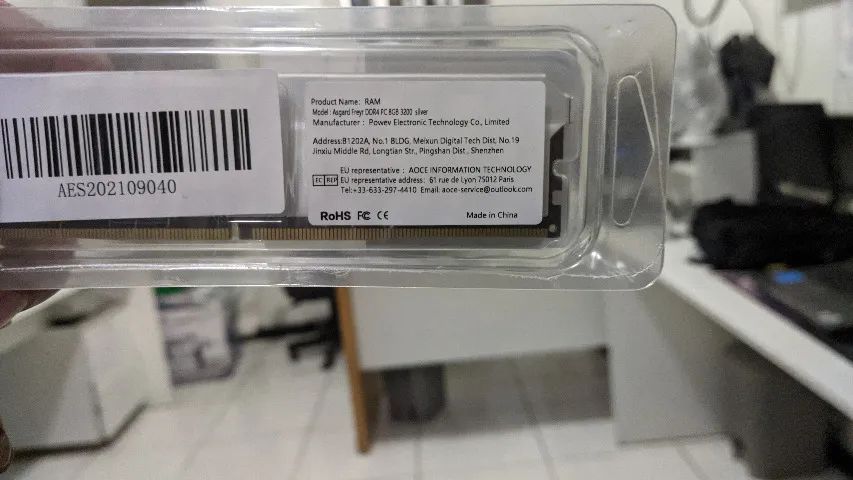 AES202109040
Product Name: RAM
Model : Asgard Freyr DDR4 PC 8GB 3200 silver
Manufacturer : Powev Electronic Technology Co., Limited
Address:B1202A, No.1 BLDG, Meixun Digital Tech Dist. No.19
Jinxiu Middle Rd, Longtian Str., Pingshan Dist., Shenzhen
EU representative : AOCE INFORMATION TECHNOLOGY
EC REP EU representative address: 61 rue de Lyon 75012 Paris
Tel:+33-633-297-4410 Email: aoce-service@outlook.com
RoHS FC CE Made in China